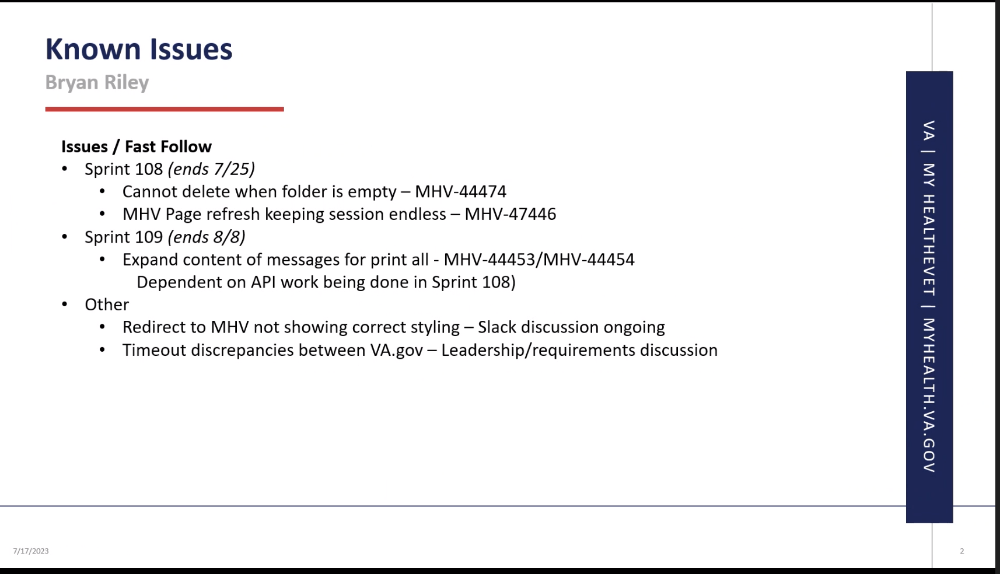 Known Issues
Bryan Riley
Issues / Fast Follow
• Sprint 108 (ends 7/25)
• Cannot delete when folder is empty – MHV-44474
• MHV Page refresh keeping session endless – MHV-47446
• Sprint 109 (ends 8/8)
• Expand content of messages for print all - MHV-44453/MHV-44454
Dependent on API work being done in Sprint 108)
• Other
• Redirect to MHV not showing correct styling – Slack discussion ongoing
• Timeout discrepancies between VA.gov – Leadership/requirements discussion
VA | MY HEALTHEVET | MYHEALTH.VA.GOV
7/17/2023
2